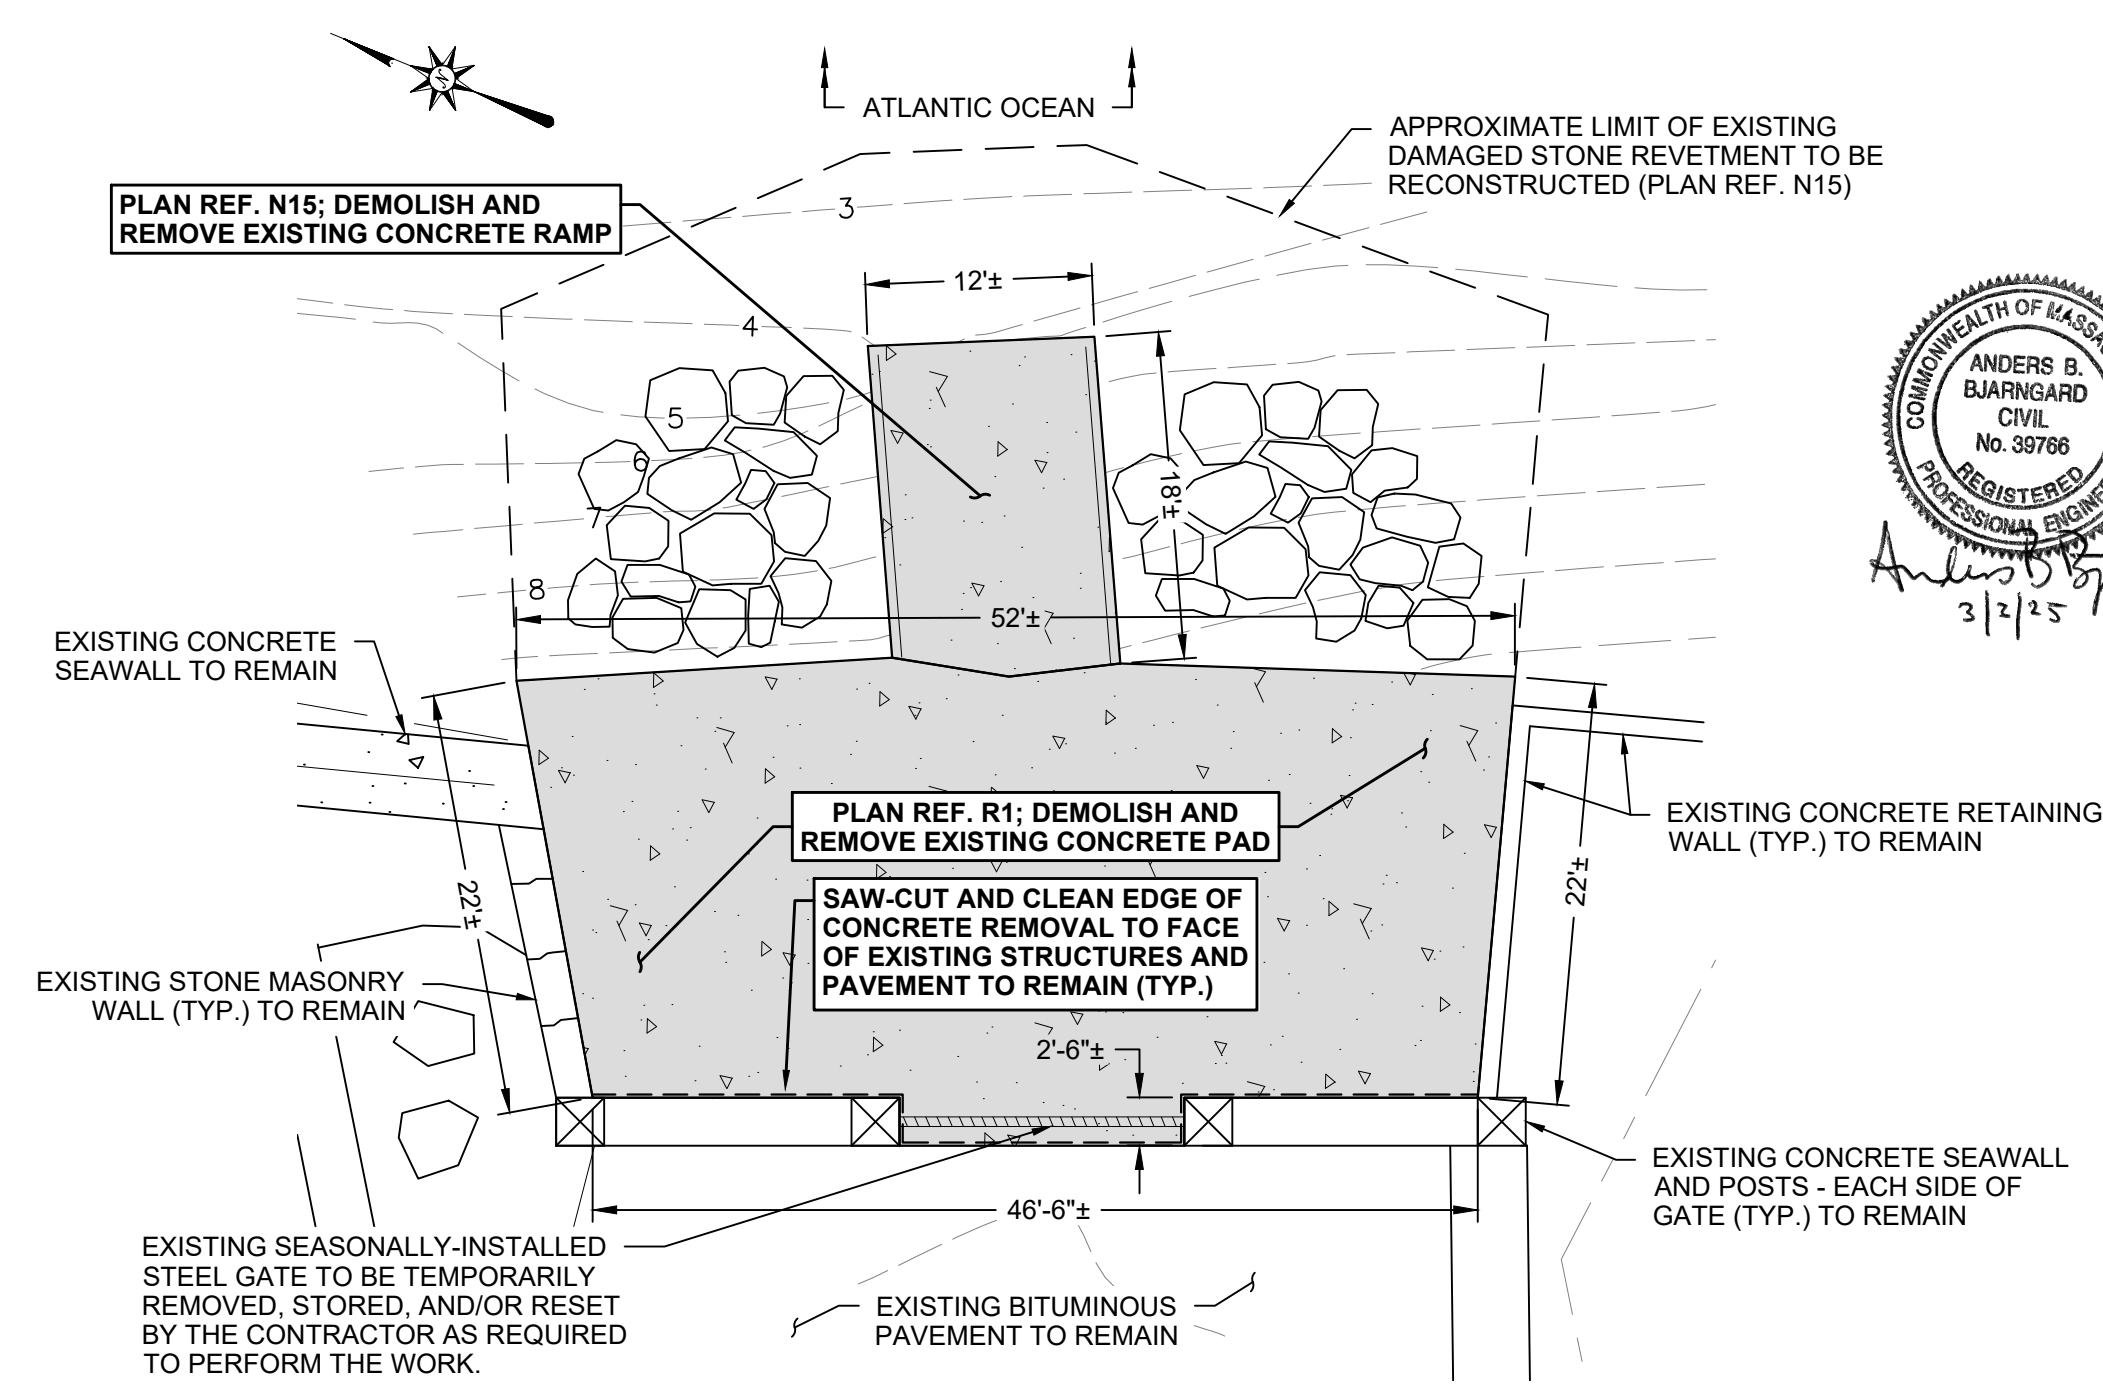 N
ATLANTIC OCEAN
APPROXIMATE LIMIT OF EXISTING
DAMAGED STONE REVETMENT TO BE
RECONSTRUCTED (PLAN REF. N15)
PLAN REF. N15; DEMOLISH AND
REMOVE EXISTING CONCRETE RAMP
3
12'±
4
COMMONWEALTH OF MASSA
ANDERS B.
BJARNGARD
CIVIL
No. 39766
REGISTERED
PROFESSIONAL ENGINE
3/2/25
5
6
18'±
7
8
52'±
EXISTING CONCRETE
SEAWALL TO REMAIN
PLAN REF. R1; DEMOLISH AND
REMOVE EXISTING CONCRETE PAD
EXISTING CONCRETE RETAINING
WALL (TYP.) TO REMAIN
22'±
22'±
SAW-CUT AND CLEAN EDGE OF
CONCRETE REMOVAL TO FACE
OF EXISTING STRUCTURES AND
PAVEMENT TO REMAIN (TYP.)
EXISTING STONE MASONRY
WALL (TYP.) TO REMAIN
2'-6"±
46'-6"±
EXISTING CONCRETE SEAWALL
AND POSTS - EACH SIDE OF
GATE (TYP.) TO REMAIN
EXISTING SEASONALLY-INSTALLED
STEEL GATE TO BE TEMPORARILY
REMOVED, STORED, AND/OR RESET
BY THE CONTRACTOR AS REQUIRED
TO PERFORM THE WORK.
EXISTING BITUMINOUS
PAVEMENT TO REMAIN